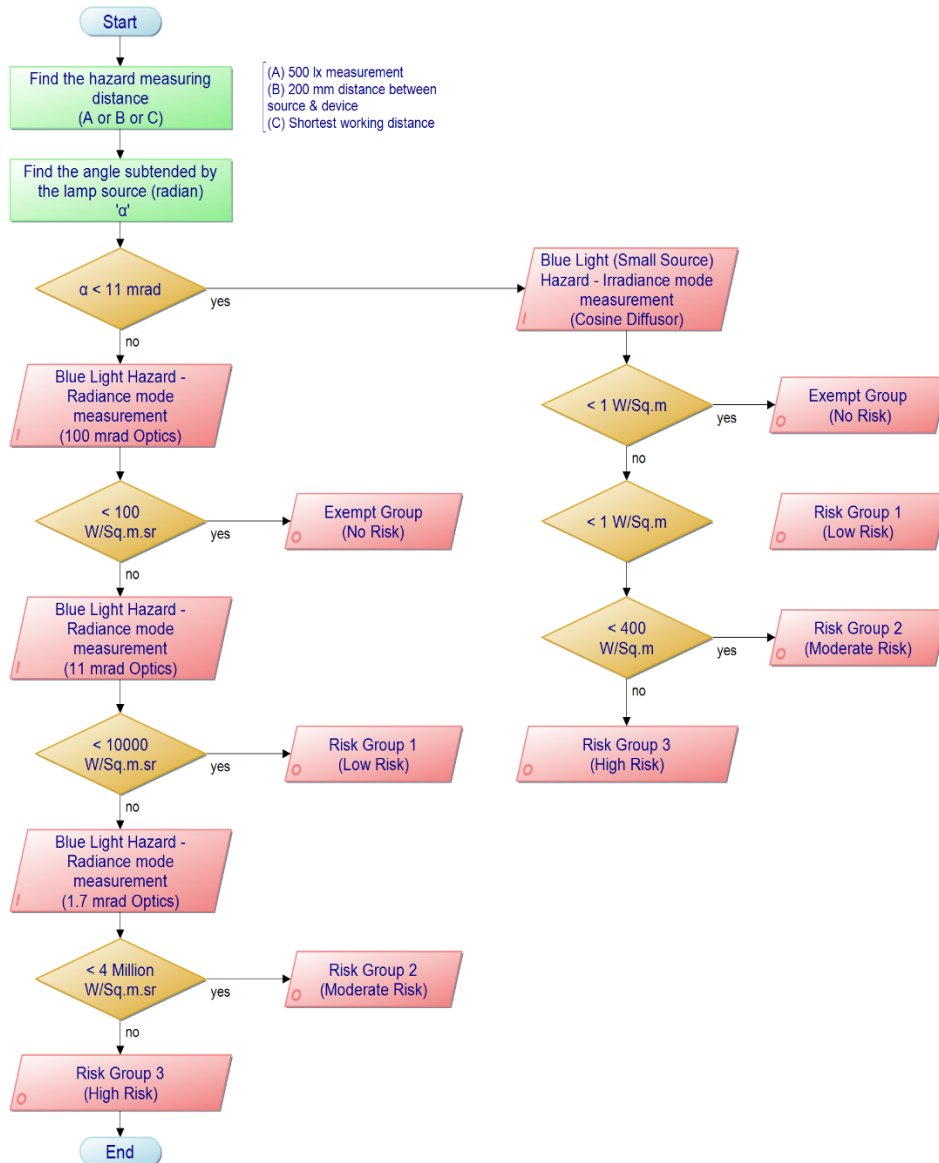 Start
Find the hazard measuring
distance
(A or B or C)
(A) 500 lx measurement
(B) 200 mm distance between
source & device
(C) Shortest working distance
Find the angle subtended by
the lamp source (radian)
'α'
α < 11 mrad
yes
no
Blue Light (Small Source)
Hazard - Irradiance mode
measurement
(Cosine Diffusor)
I
Blue Light Hazard -
Radiance mode
measurement
(100 mrad Optics)
I
< 1 W/Sq.m
yes
no
Exempt Group
(No Risk)
O
< 100
W/Sq.m.sr
yes
no
Exempt Group
(No Risk)
O
< 1 W/Sq.m
Risk Group 1
(Low Risk)
O
Blue Light Hazard -
Radiance mode
measurement
(11 mrad Optics)
I
< 400
W/Sq.m
yes
no
Risk Group 2
(Moderate Risk)
O
< 10000
W/Sq.m.sr
yes
no
Risk Group 1
(Low Risk)
O
Risk Group 3
(High Risk)
O
Blue Light Hazard -
Radiance mode
measurement
(1.7 mrad Optics)
I
< 4 Million
W/Sq.m.sr
yes
no
Risk Group 2
(Moderate Risk)
O
Risk Group 3
(High Risk)
O
End